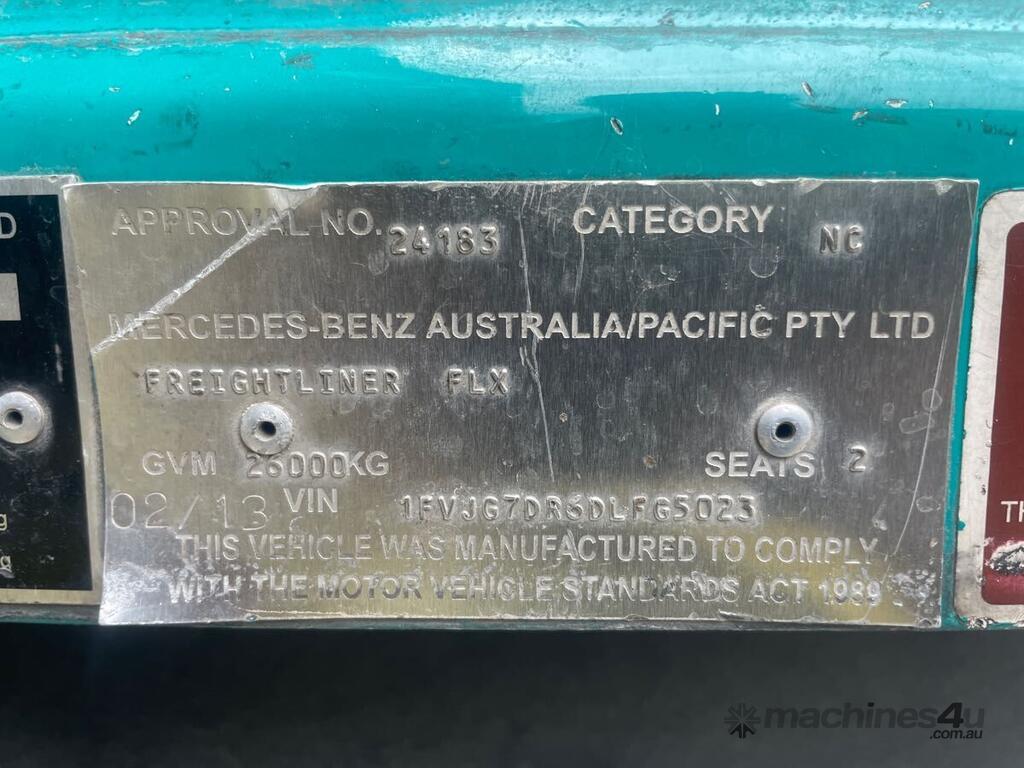 D
APPROVAL NO. 24183 CATEGORY NC
MERCEDES-BENZ AUSTRALIA/PACIFIC PTY LTD
FREIGHTLINER FLX
GVM 26000KG SEATS 2
02/13 VIN 1FVJG7DR6DLFG5023
g
TH
THIS VEHICLE WAS MANUFACTURED TO COMPLY
g
WITH THE MOTOR VEHICLE STANDARDS ACT 1989
machines4u
.com.au